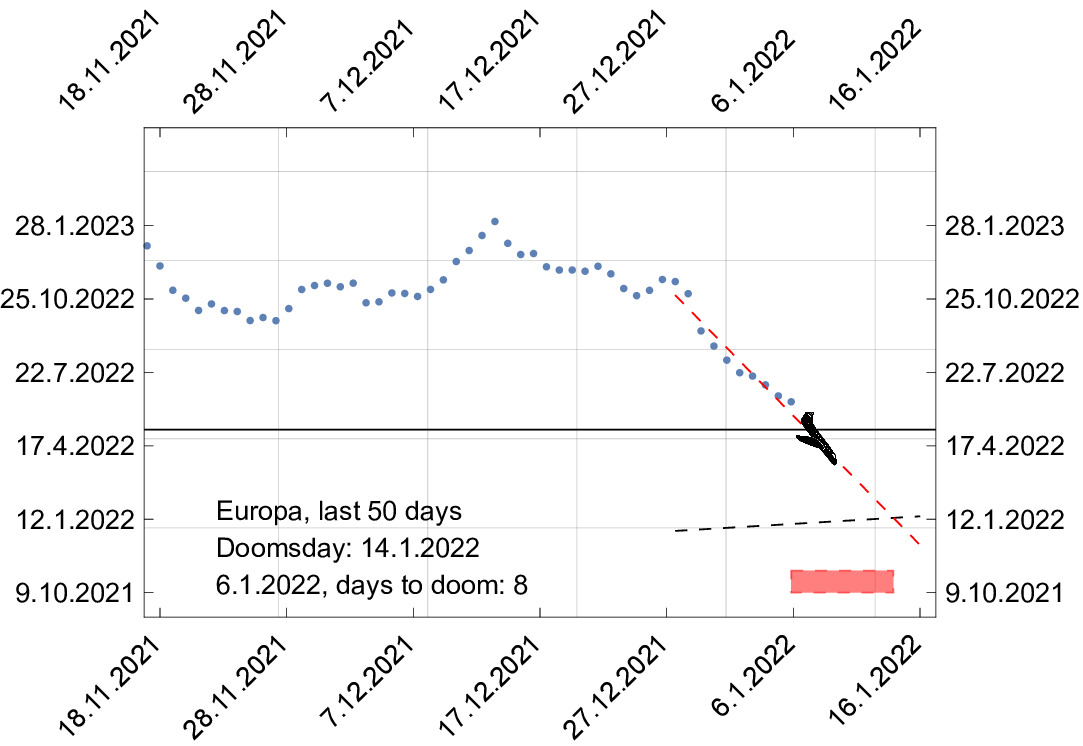 18.11.2021 28.11.2021 7.12.2021 17.12.2021 27.12.2021 6.1.2022 16.1.2022
28.1.2023 28.1.2023
25.10.2022 25.10.2022
22.7.2022 22.7.2022
17.4.2022 17.4.2022
Europa, last 50 days
12.1.2022 12.1.2022
Doomsday: 14.1.2022
6.1.2022, days to doom: 8
9.10.2021 9.10.2021
18.11.2021 28.11.2021 7.12.2021 17.12.2021 27.12.2021 6.1.2022 16.1.2022